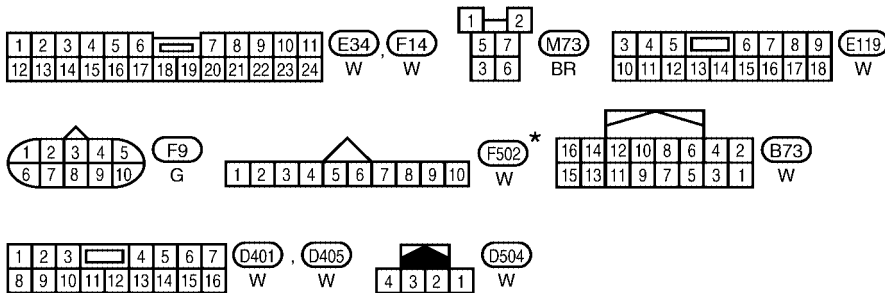 1 2 3 4 5 6 7 8 9 10 11
12 13 14 15 16 17 18 19 20 21 22 23 24
E34 , F14
W W
1 2
5 7
3 6
M73
BR
3 4 5 6 7 8 9
10 11 12 13 14 15 16 17 18
E119
W
1 2 3 4 5
6 7 8 9 10
F9
G
1 2 3 4 5 6 7 8 9 10
F502 *
W
16 14 12 10 8 6 4 2
15 13 11 9 7 5 3 1
B73
W
1 2 3 4 5 6 7
8 9 10 11 12 13 14 15 16
D401 , D405
W W
4 3 2 1
D504
W